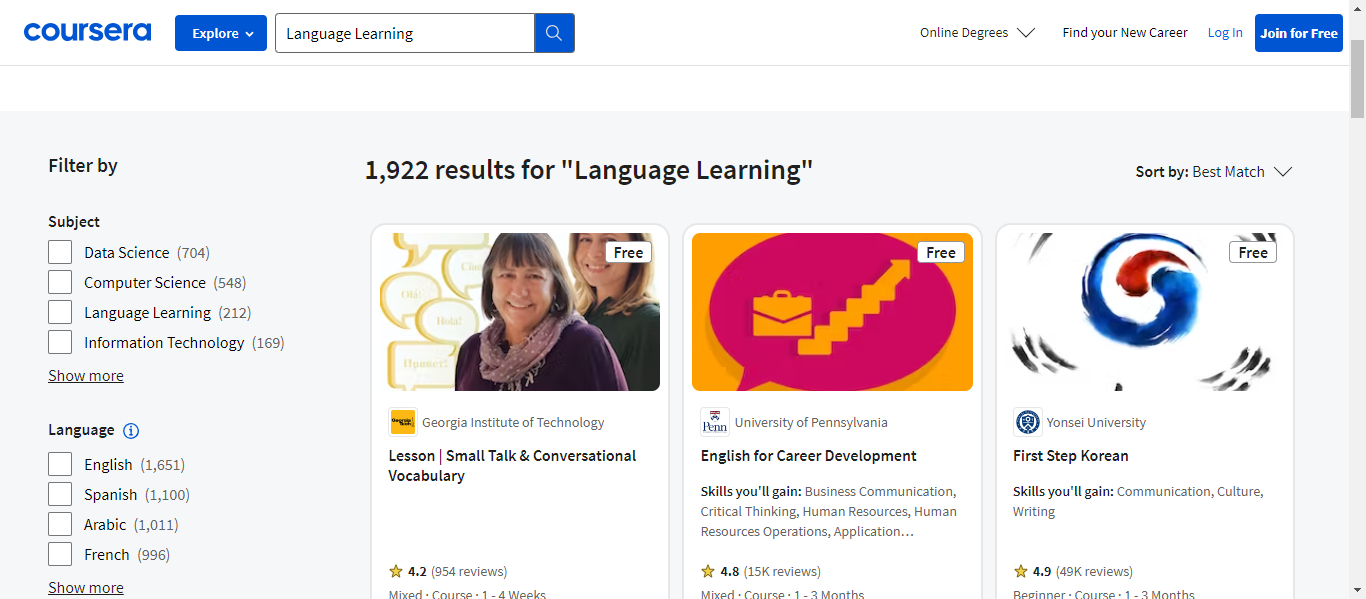 coursera
Explore
Language Learning
Online Degrees
Find your New Career
Log In
Join for Free
Filter by
1,922 results for "Language Learning"
Sort by: Best Match
Subject
Data Science (704)
Computer Science (548)
Language Learning (212)
Information Technology (169)
Show more
Language
English (1,651)
Spanish (1,100)
Arabic (1,011)
French (996)
Show more
Free
Olá!
Hola!
Привет!
Georgia Institute of Technology
Lesson | Small Talk & Conversational
Vocabulary
4.2 (954 reviews)
Mixed · Course · 1 - 4 Weeks
Free
Penn
University of Pennsylvania
English for Career Development
Skills you'll gain: Business Communication,
Critical Thinking, Human Resources, Human
Resources Operations, Application…
4.8 (15K reviews)
Mixed · Course · 1 - 3 Months
Free
Yonsei University
First Step Korean
Skills you'll gain: Communication, Culture,
Writing
4.9 (49K reviews)
Beginner · Course · 1 - 3 Months